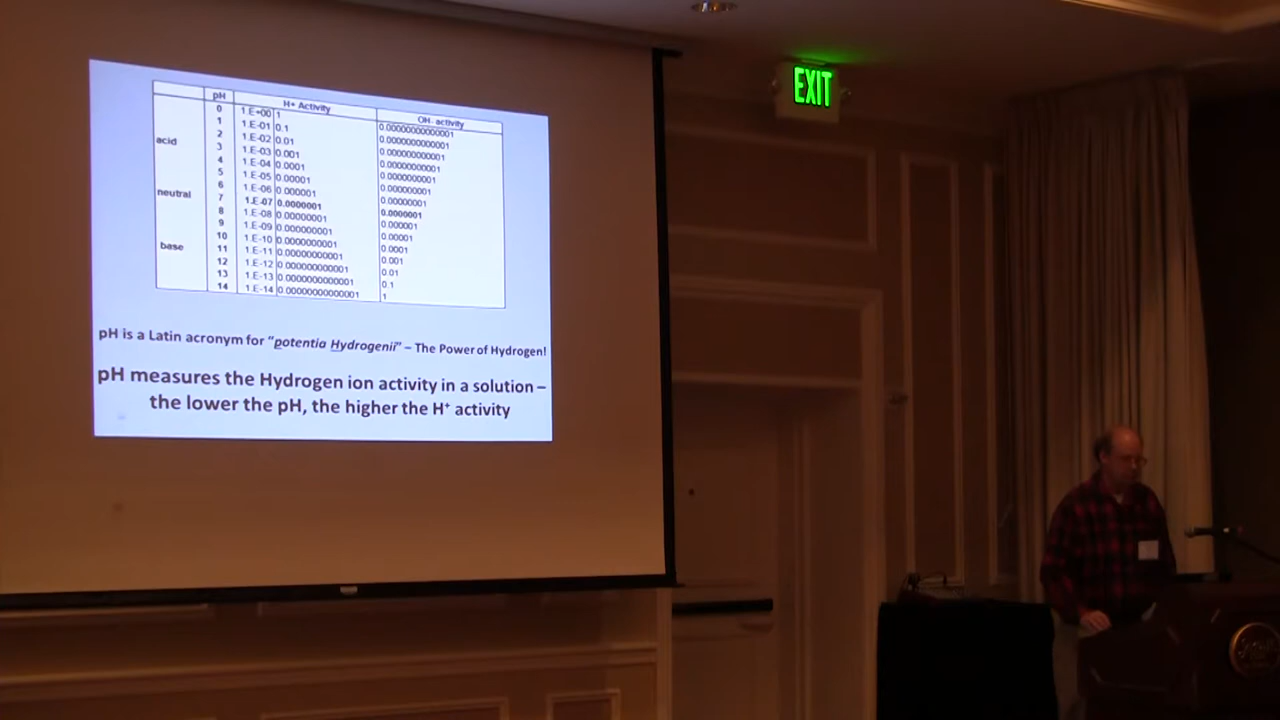 pH H+ Activity OH- activity
0 1.E+00 1 0.00000000000001
1 1.E-01 0.1 0.0000000000001
acid 2 1.E-02 0.01 0.000000000001
3 1.E-03 0.001 0.00000000001
4 1.E-04 0.0001 0.0000000001
5 1.E-05 0.00001 0.000000001
6 1.E-06 0.000001 0.00000001
neutral 7 1.E-07 0.0000001 0.0000001
8 1.E-08 0.00000001 0.000001
9 1.E-09 0.000000001 0.00001
10 1.E-10 0.0000000001 0.0001
base 11 1.E-11 0.00000000001 0.001
12 1.E-12 0.000000000001 0.01
13 1.E-13 0.0000000000001 0.1
14 1.E-14 0.00000000000001 1
pH is a Latin acronym for "potentia Hydrogenii" – The Power of Hydrogen!
pH measures the Hydrogen ion activity in a solution –
the lower the pH, the higher the H+ activity
EXIT